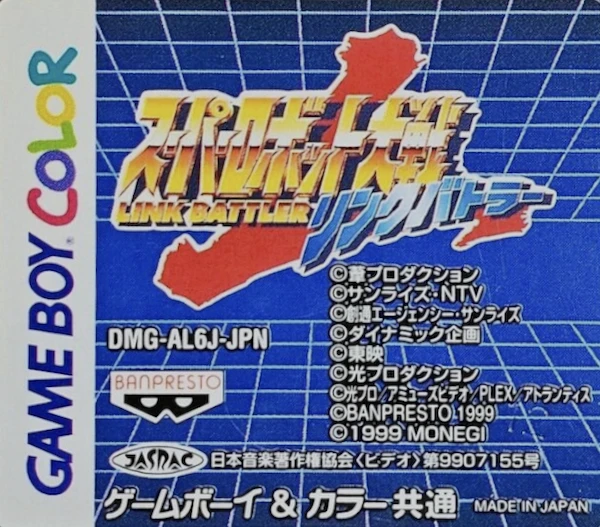 GAME BOY COLOR
スーパーロボット大戦
LINK BATTLER
リンクバトラー
©葦プロダクション
©サンライズ・NTV
©創通エージェンシー・サンライズ
©ダイナミック企画
©東映
©光プロダクション
©光プロ/アミューズビデオ/PLEX/アトランティス
©BANPRESTO 1999
©1999 MONEGI
DMG-AL6J-JPN
BANPRESTO
JASRAC
日本音楽著作権協会〈ビデオ〉第9907155号
ゲームボーイ & カラー共通
MADE IN JAPAN